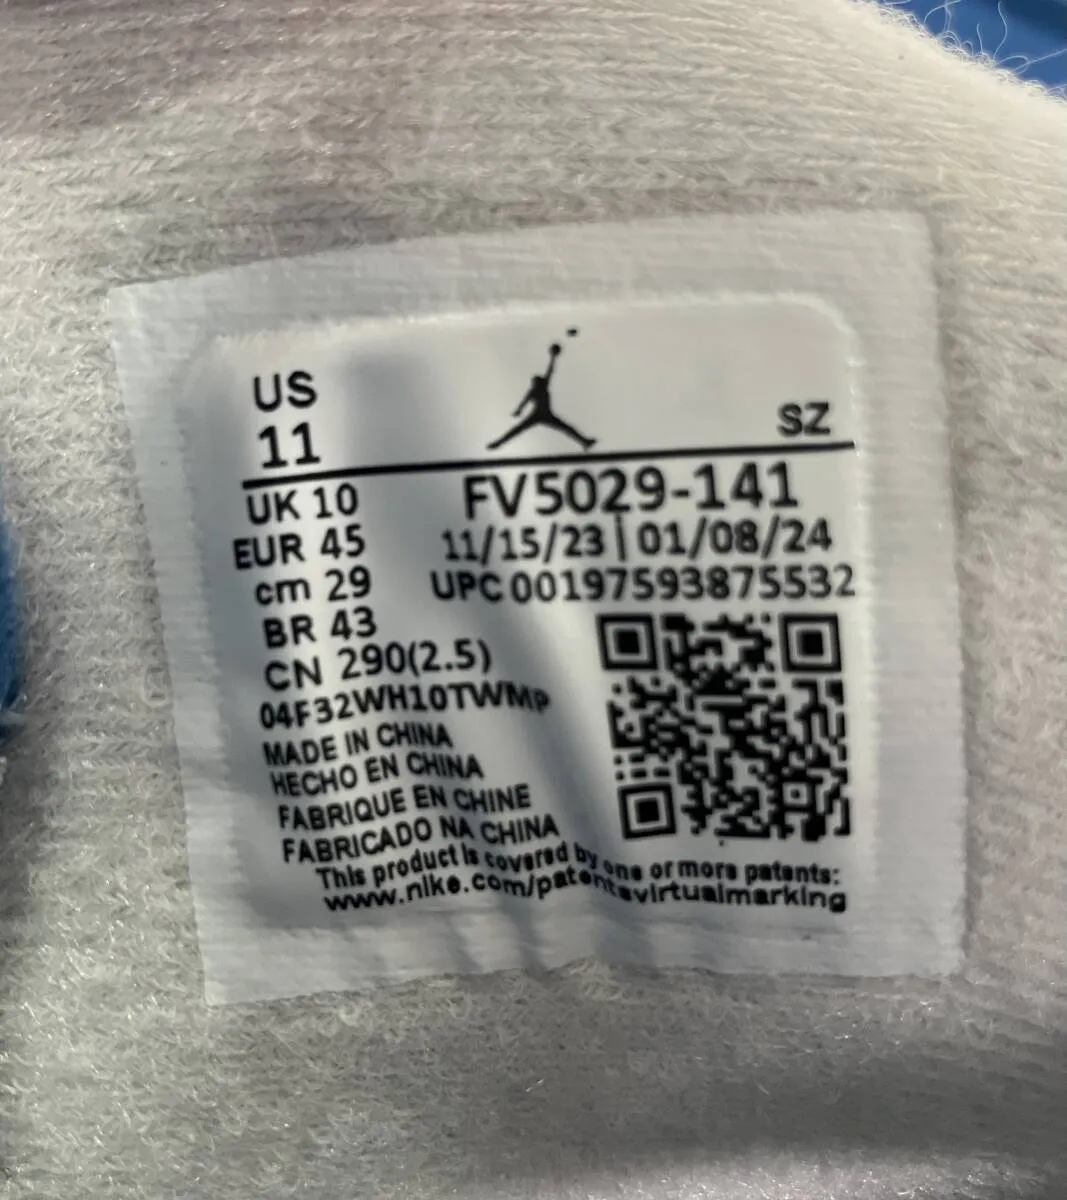 US
11
SZ
UK 10
FV5029-141
EUR 45
11/15/23 | 01/08/24
cm 29
UPC 00197593875532
BR 43
CN 290(2.5)
04F32WH10TWMP
MADE IN CHINA
HECHO EN CHINA
FABRIQUE EN CHINE
FABRICADO NA CHINA
This product is covered by one or more patents:
www.nike.com/patentsvirtualmarking